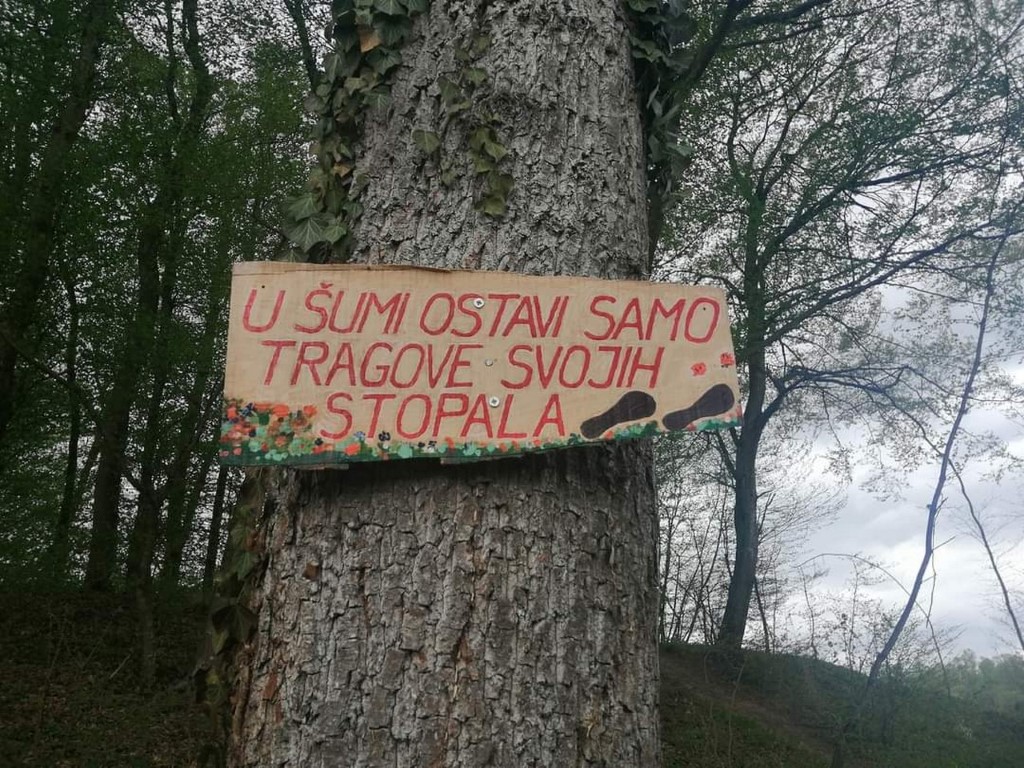 U ŠUMI OSTAVI SAMO
TRAGOVE SVOJIH
STOPALA